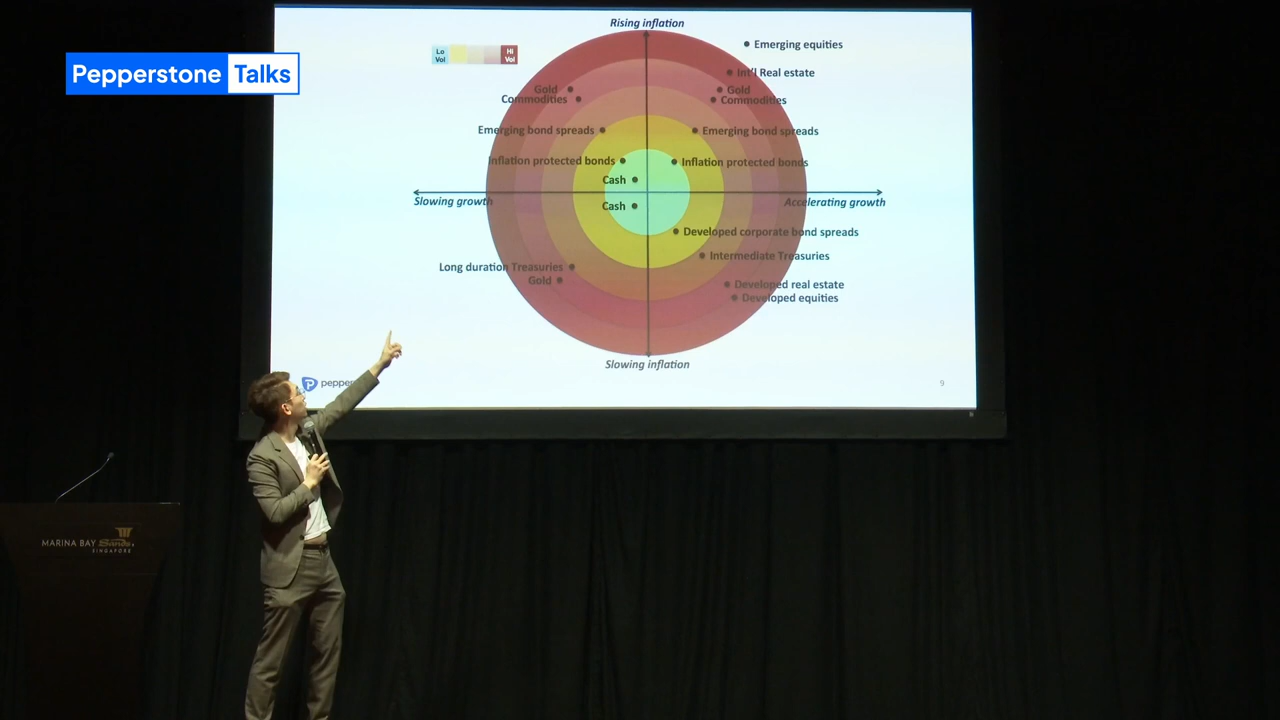 Pepperstone Talks
Rising inflation
Lo Vol
Hi Vol
Emerging equities
Int'l Real estate
Gold
Gold
Commodities
Commodities
Emerging bond spreads
Emerging bond spreads
Inflation protected bonds
Inflation protected bonds
Cash
Slowing growth
Accelerating growth
Cash
Developed corporate bond spreads
Intermediate Treasuries
Long duration Treasuries
Gold
Developed real estate
Developed equities
Slowing inflation
9
MARINA BAY Sands
SINGAPORE